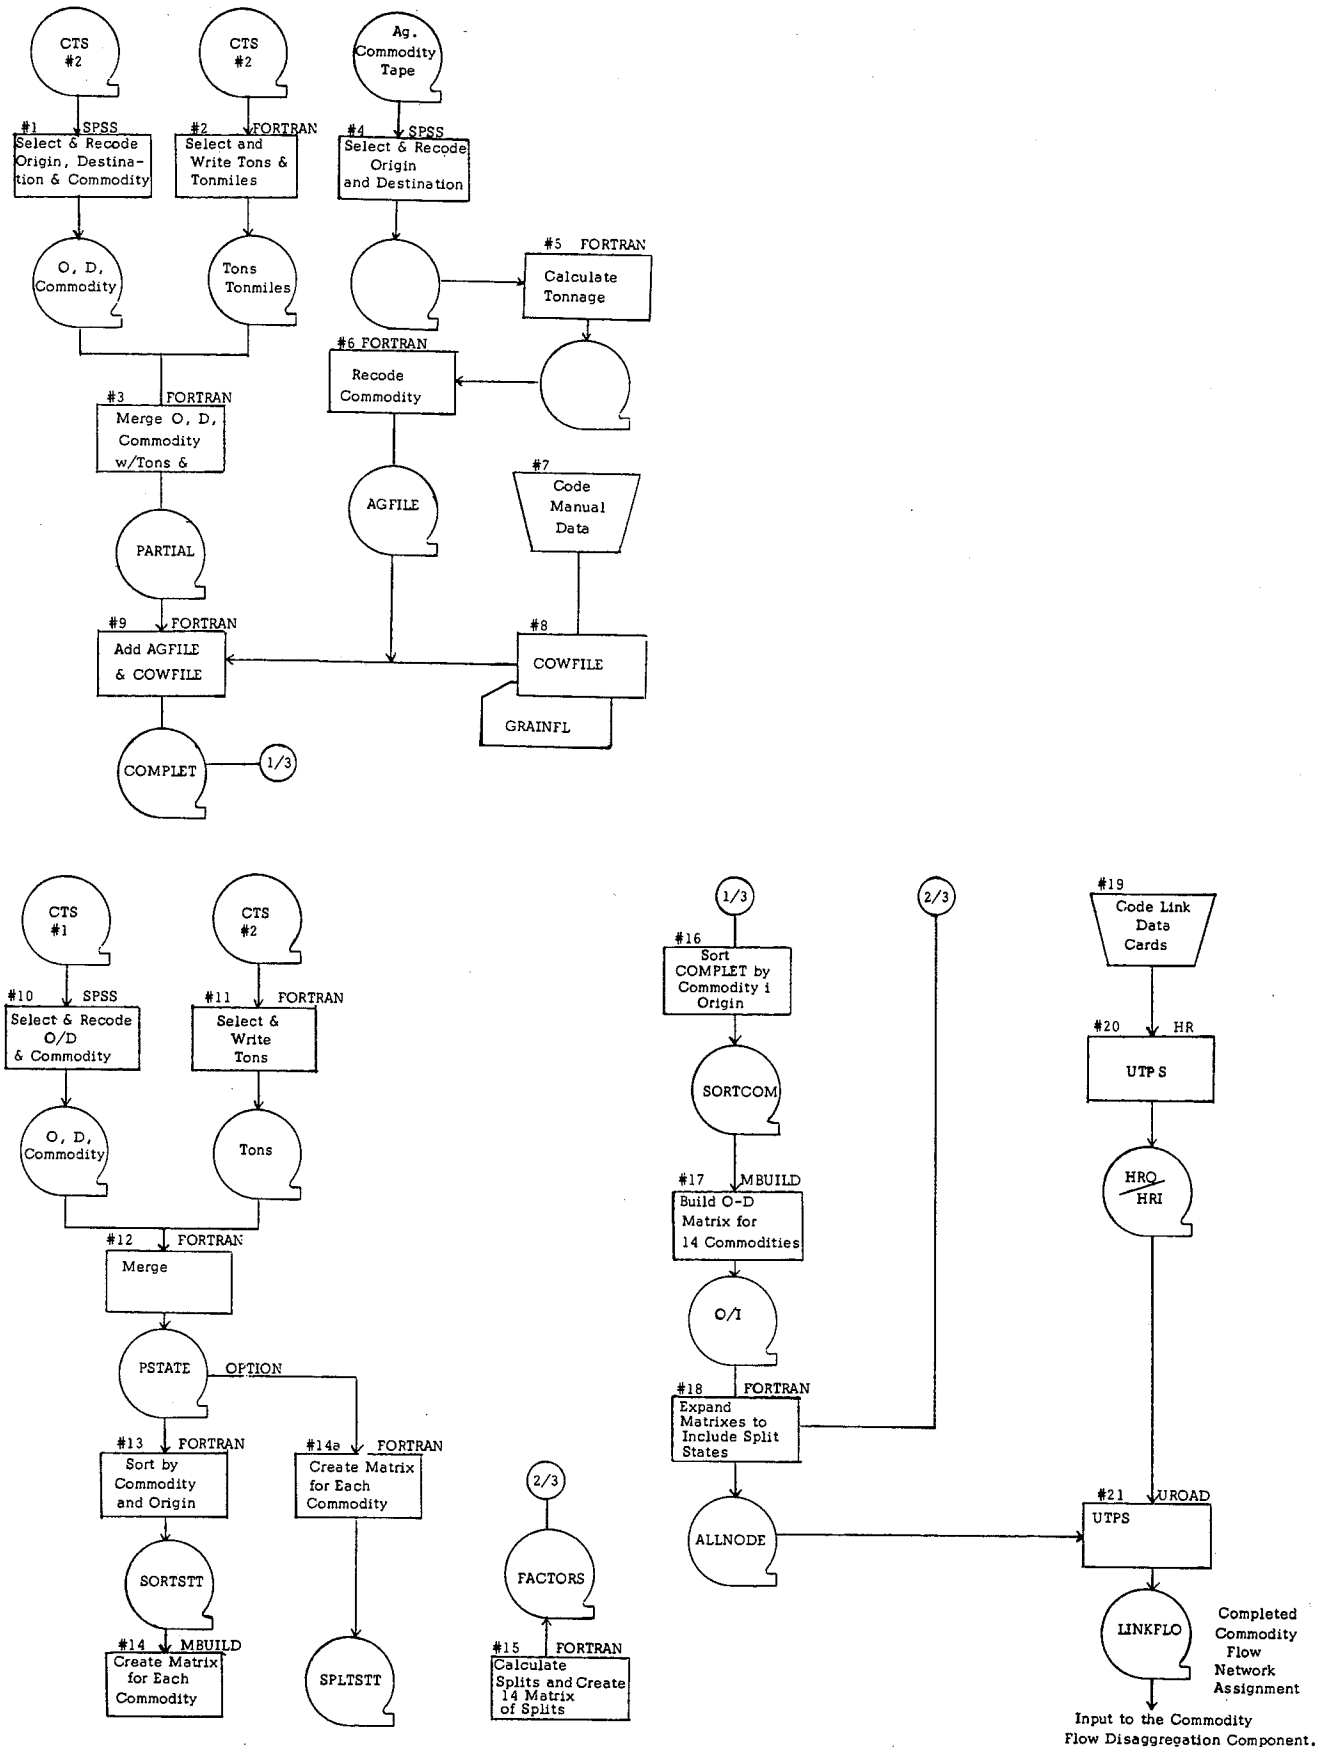 CTS
#2
CTS
#2
Ag.
Commodity
Tape
#1 SPSS
Select & Recode
Origin, Destina-
tion & Commodity
#2 FORTRAN
Select and
Write Tons &
Tonmiles
#4 SPSS
Select & Recode
Origin
and Destination
O, D,
Commodity
Tons
Tonmiles
#5 FORTRAN
Calculate
Tonnage
#6 FORTRAN
Recode
Commodity
#3 FORTRAN
Merge O, D,
Commodity
w/Tons &
AGFILE
#7
Code
Manual
Data
PARTIAL
#9 FORTRAN
Add AGFILE
& COWFILE
#8
COWFILE
GRAINFL
COMPLET
1/3
CTS
#1
CTS
#2
#10 SPSS
Select & Recode
O/D
& Commodity
#11 FORTRAN
Select &
Write
Tons
O, D,
Commodity
Tons
#12 FORTRAN
Merge
PSTATE
OPTION
#13 FORTRAN
Sort by
Commodity
and Origin
#14a FORTRAN
Create Matrix
for Each
Commodity
SORTSTT
#14 MBUILD
Create Matrix
for Each
Commodity
SPLTSTT
2/3
FACTORS
#15 FORTRAN
Calculate
Splits and Create
14 Matrix
of Splits
1/3
#16
Sort
COMPLET by
Commodity i
Origin
SORTCOM
#17 MBUILD
Build O-D
Matrix for
14 Commodities
O/I
#18 FORTRAN
Expand
Matrixes to
Include Split
States
ALLNODE
2/3
#19
Code Link
Data
Cards
#20 HR
UTPS
HRO
HRI
#21 UROAD
UTPS
LINKFLO
Completed
Commodity
Flow
Network
Assignment
Input to the Commodity
Flow Disaggregation Component.